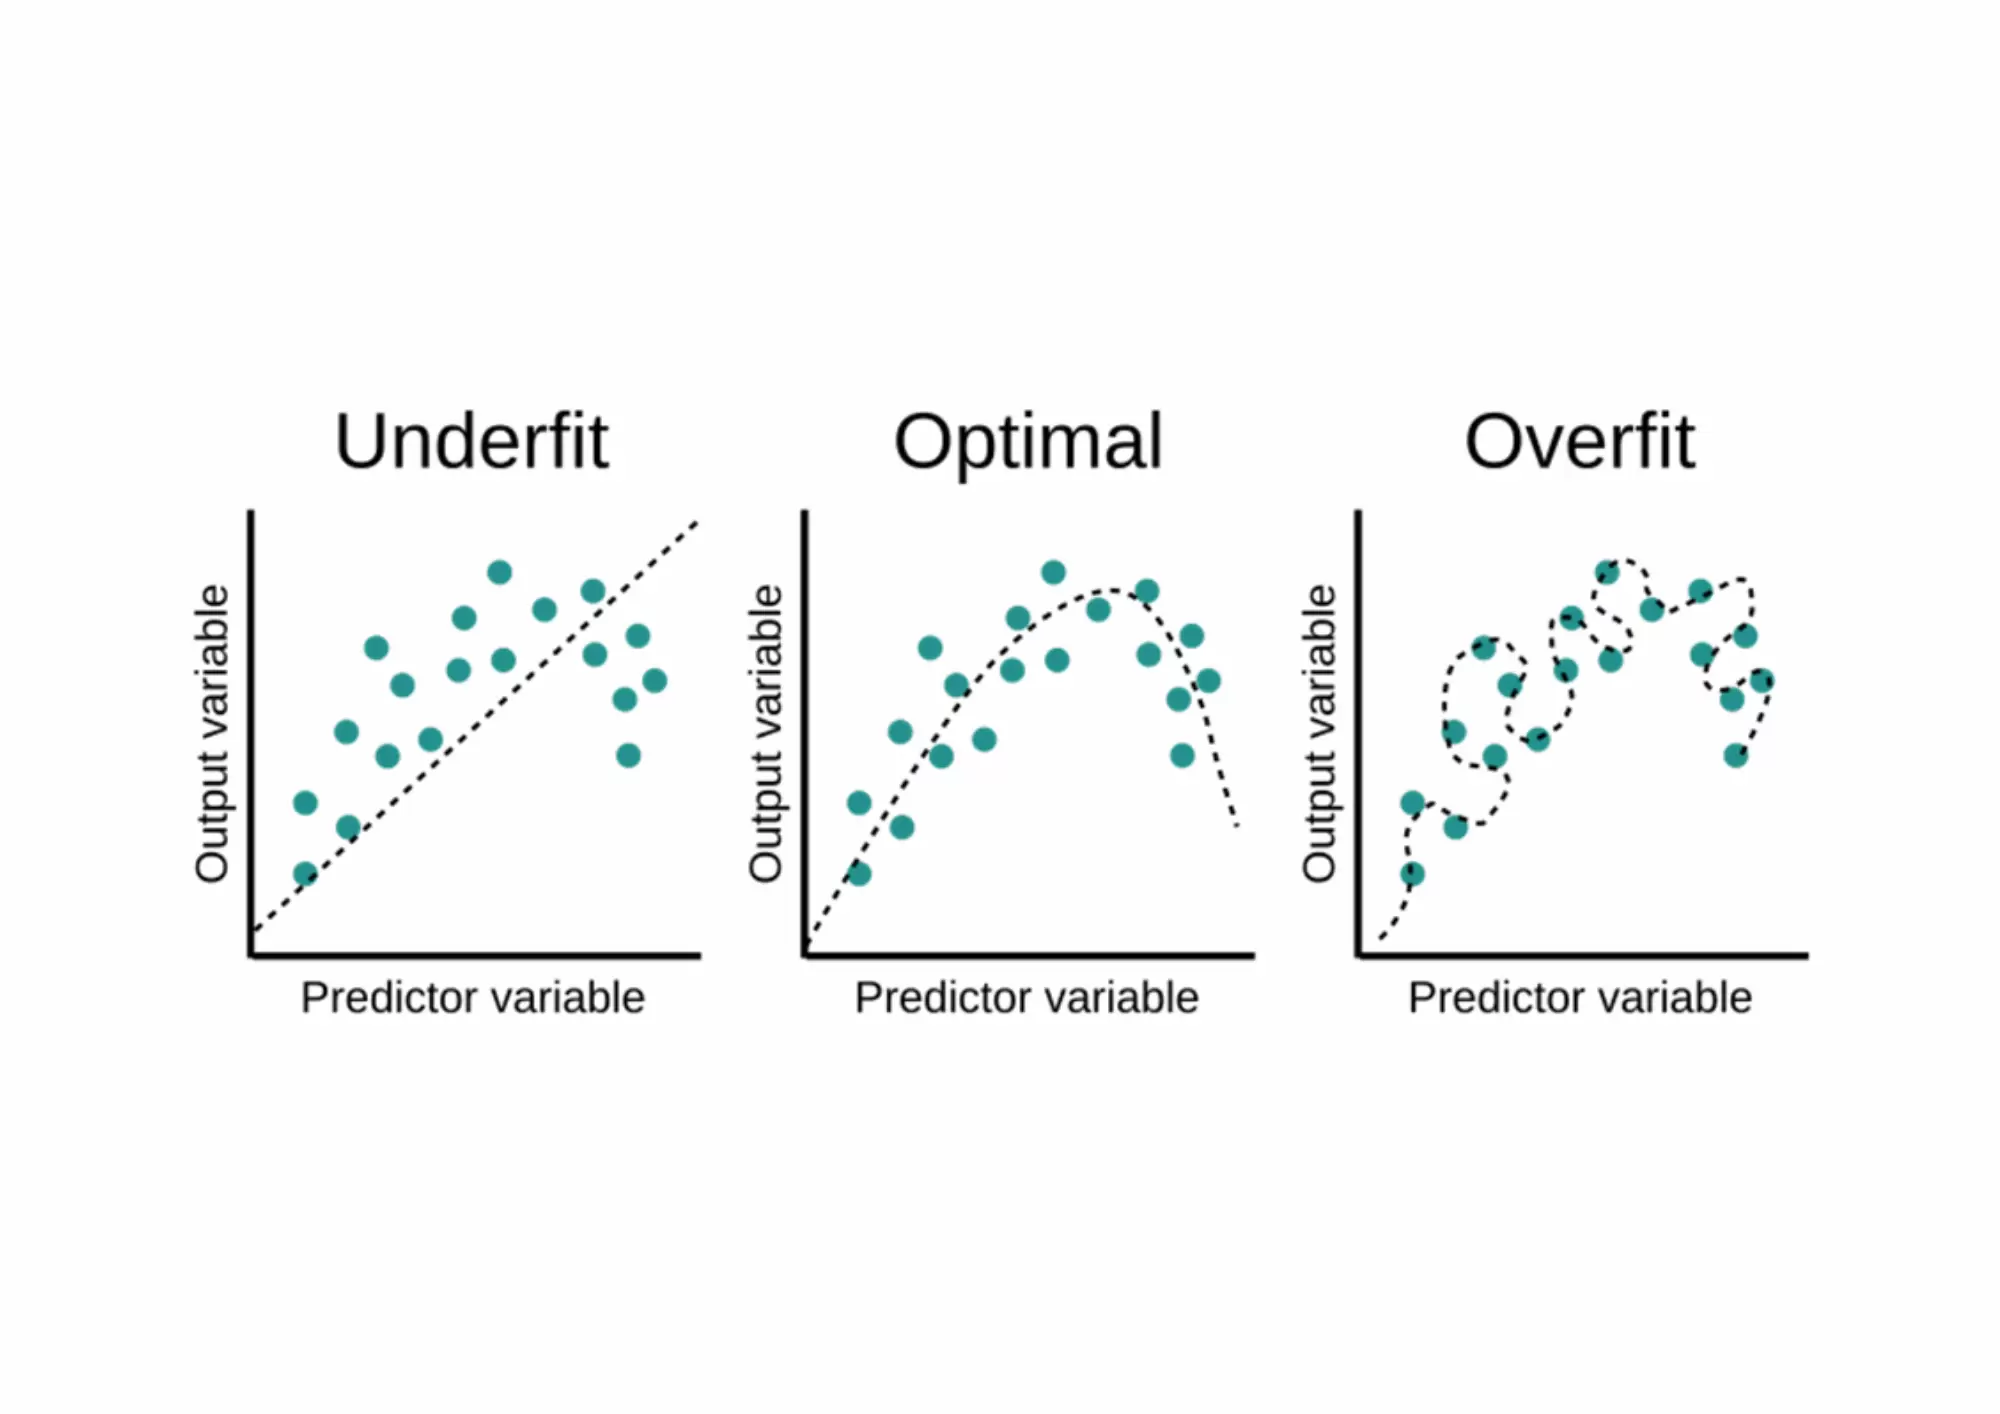 Underfit
Output variable
Predictor variable
Optimal
Output variable
Predictor variable
Overfit
Output variable
Predictor variable